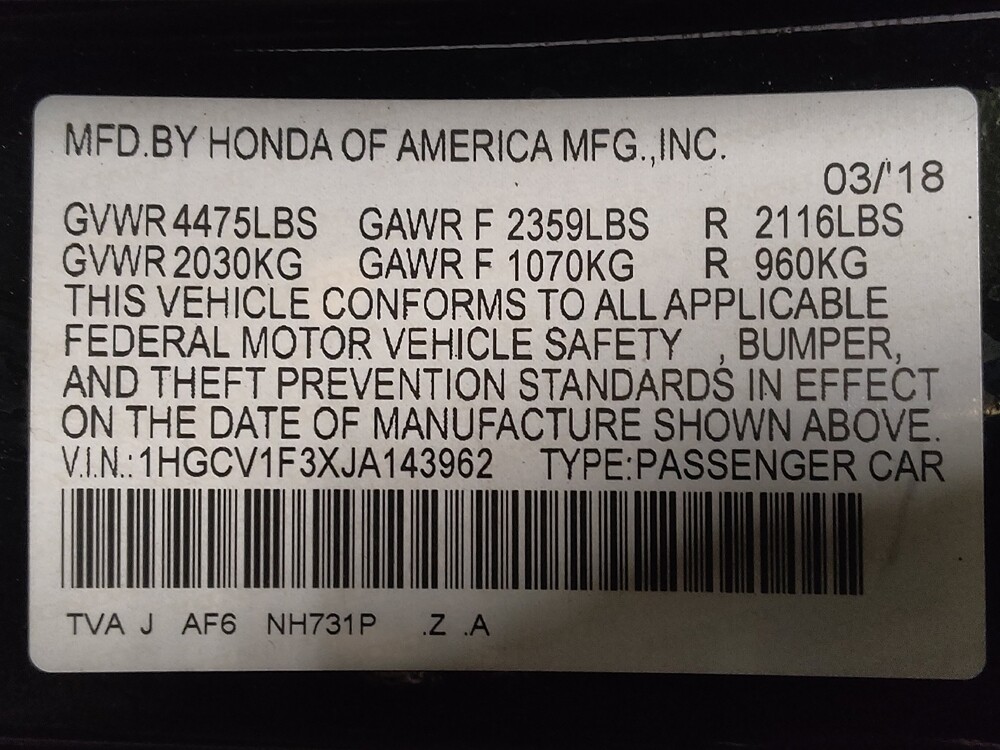 MFD.BY HONDA OF AMERICA MFG.,INC.
03/'18
GVWR 4475LBS GAWR F 2359LBS R 2116LBS
GVWR 2030KG GAWR F 1070KG R 960KG
THIS VEHICLE CONFORMS TO ALL APPLICABLE
FEDERAL MOTOR VEHICLE SAFETY , BUMPER,
AND THEFT PREVENTION STANDARDS IN EFFECT
ON THE DATE OF MANUFACTURE SHOWN ABOVE.
V.I.N.: 1HGCV1F3XJA143962 TYPE:PASSENGER CAR
TVA J AF6 NH731P .Z .A